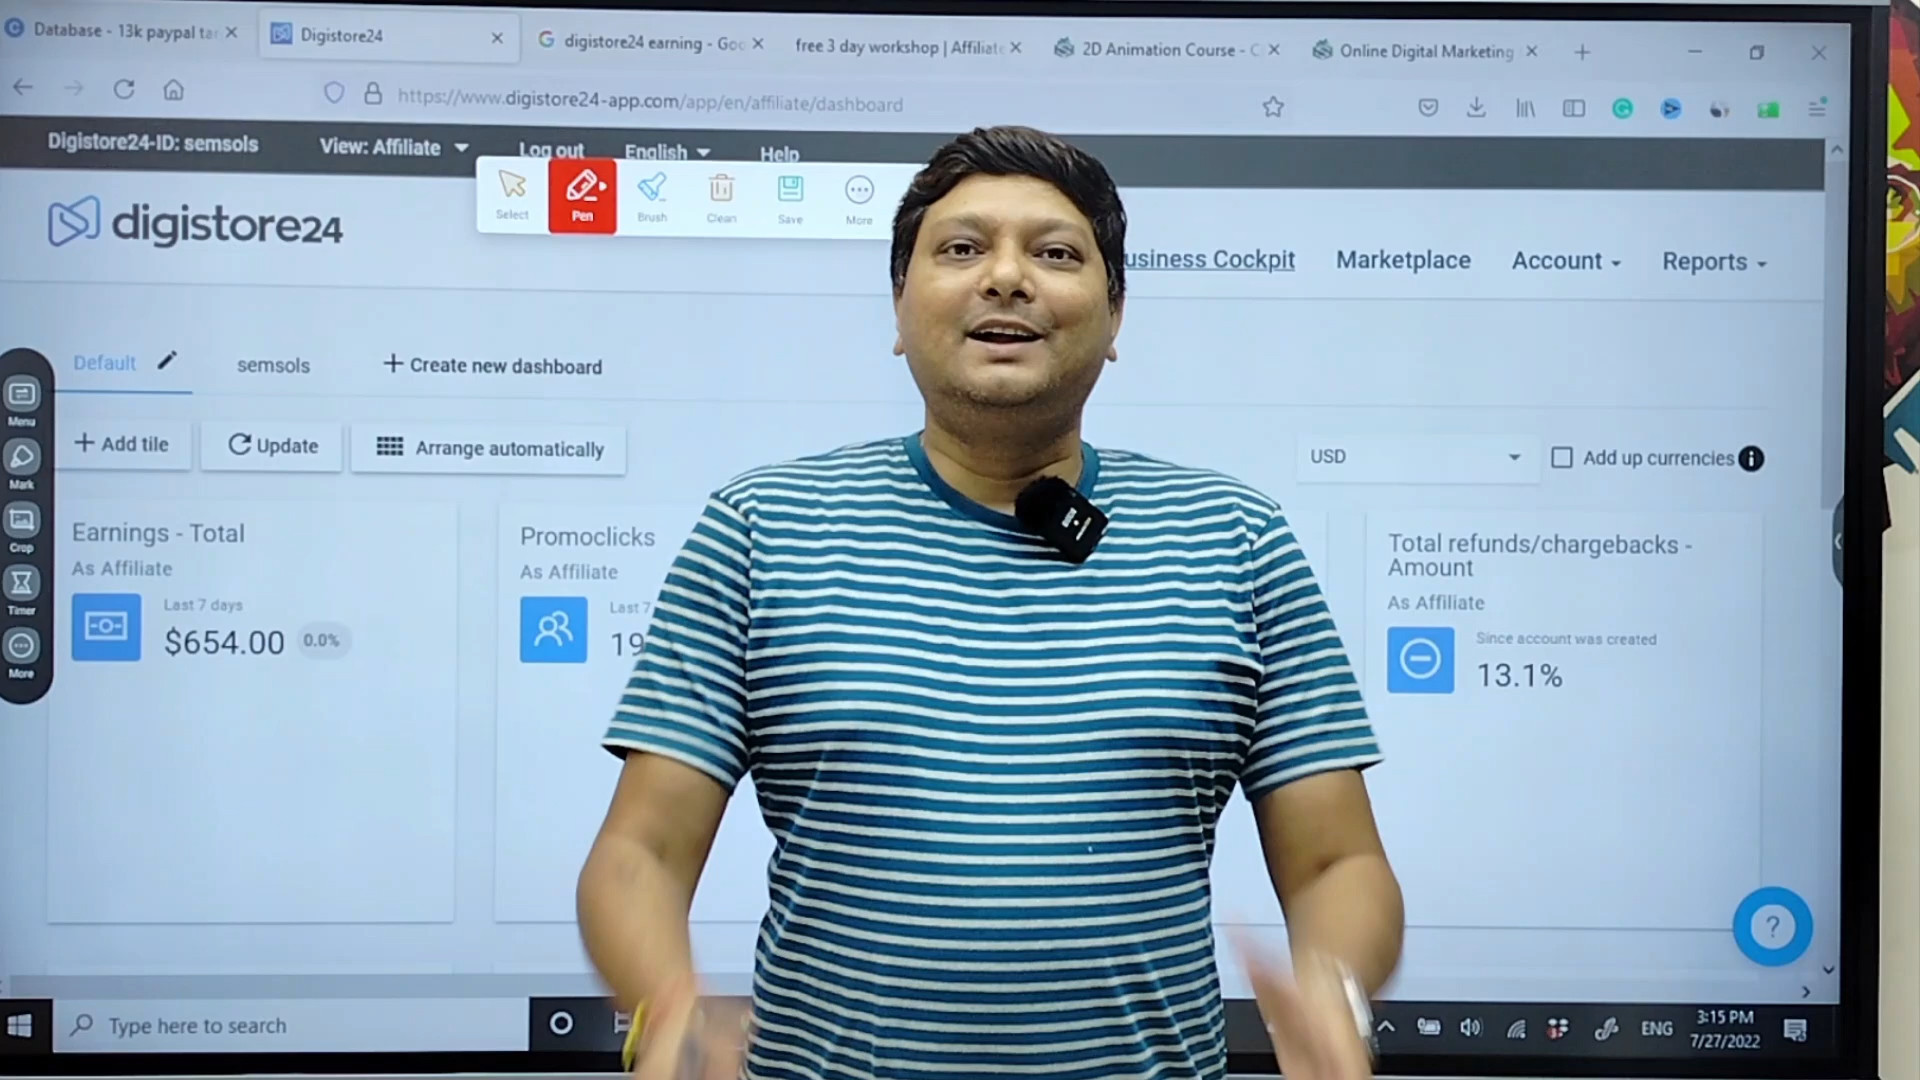 Database - 13k paypal tar
Digistore24
digistore24 earning - Goo
free 3 day workshop | Affiliate
2D Animation Course - C
Online Digital Marketing
https://www.digistore24-app.com/app/en/affiliate/dashboard
Digistore24-ID: semsols
View: Affiliate
Log out
English
Help
Select
Pen
Brush
Clean
Save
More
digistore24
usiness Cockpit
Marketplace
Account
Reports
Default
semsols
+ Create new dashboard
+ Add tile
Update
Arrange automatically
USD
Add up currencies
Menu
Mark
Crop
Timer
More
Earnings - Total
As Affiliate
Last 7 days
$654.00
0.0%
Promoclicks
As Affiliate
Last 7
19
Total refunds/chargebacks -
Amount
As Affiliate
Since account was created
13.1%
?
Type here to search
ENG
3:15 PM
7/27/2022